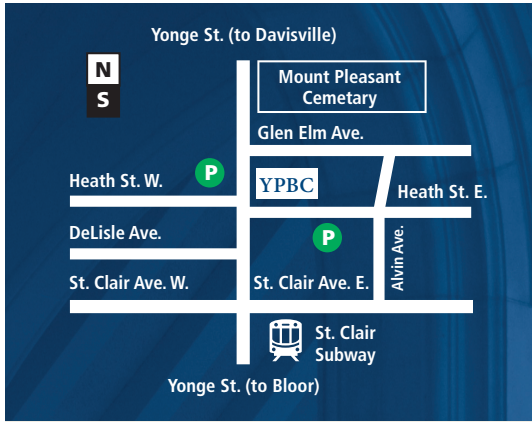 Yonge St. (to Davisville)
N
S
Mount Pleasant
Cemetary
Glen Elm Ave.
P
Heath St. W.
YPBC
Heath St. E.
DeLisle Ave.
P
Alvin Ave.
St. Clair Ave. W.
St. Clair Ave. E.
St. Clair
Subway
Yonge St. (to Bloor)